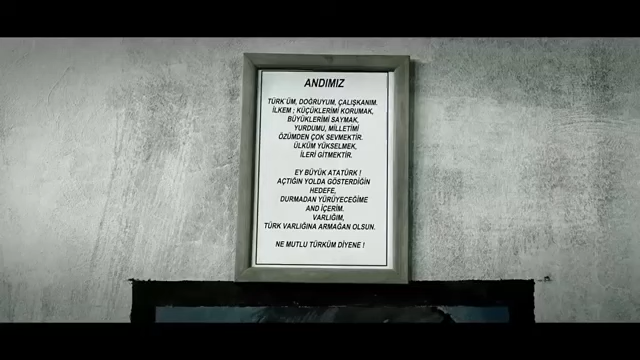 ANDIMIZ
TÜRK'ÜM, DOĞRUYUM, ÇALIŞKANIM.
İLKEM ; KÜÇÜKLERİMİ KORUMAK,
BÜYÜKLERİMİ SAYMAK,
YURDUMU, MİLLETİMİ
ÖZÜMDEN ÇOK SEVMEKTİR.
ÜLKÜM YÜKSELMEK,
İLERİ GİTMEKTİR.
EY BÜYÜK ATATÜRK !
AÇTIĞIN YOLDA GÖSTERDİĞİN
HEDEFE,
DURMADAN YÜRÜYECEĞİME
AND İÇERİM.
VARLIĞIM,
TÜRK VARLIĞINA ARMAĞAN OLSUN.
NE MUTLU TÜRKÜM DİYENE !